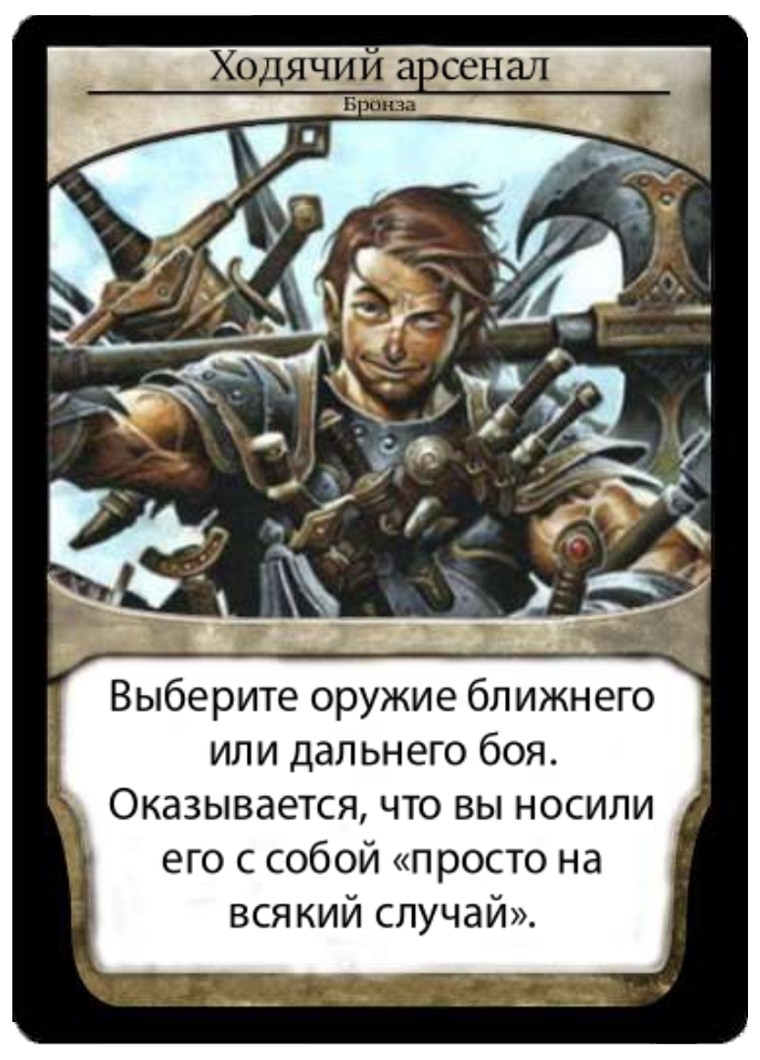 Ходячий арсенал
Бронза
Выберите оружие ближнего
или дальнего боя.
Оказывается, что вы носили
его с собой «просто на
всякий случай».